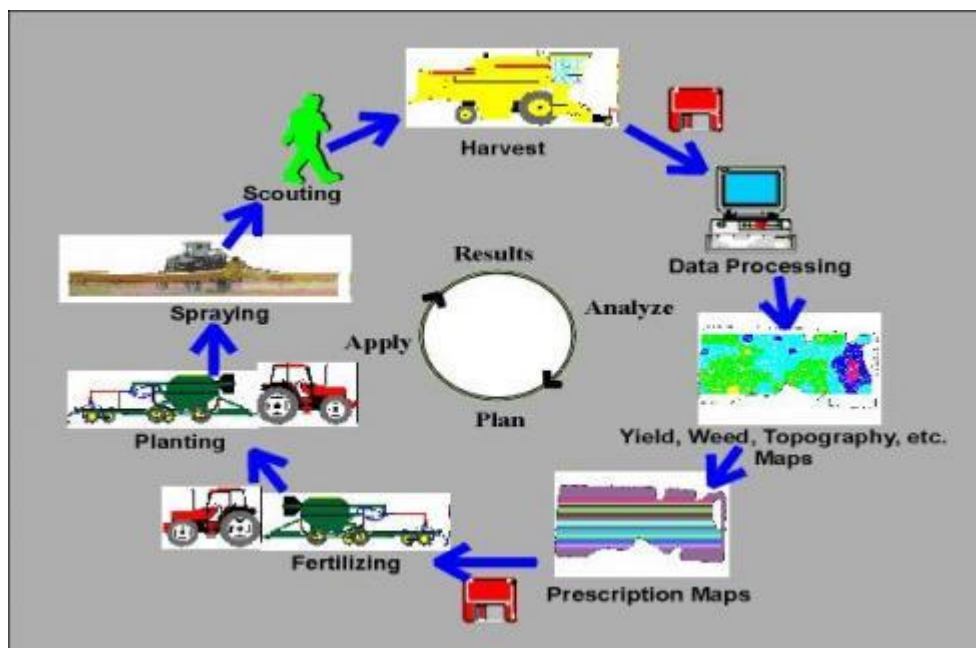 Harvest
Scouting
Data Processing
Results
Spraying
Analyze
Apply
Plan
Yield, Weed, Topography, etc.
Maps
Planting
Fertilizing
Prescription Maps